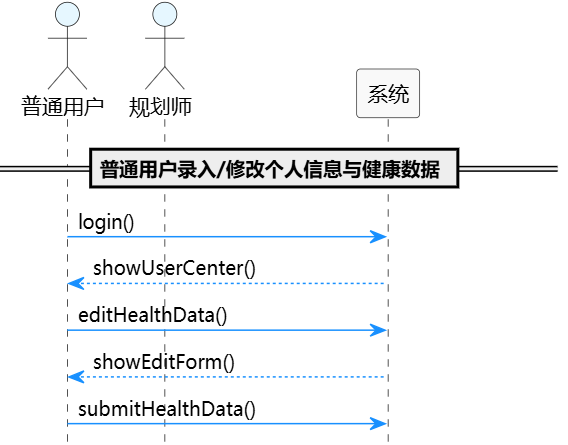 普通用户 规划师 系统
普通用户录入/修改个人信息与健康数据
login()
showUserCenter()
editHealthData()
showEditForm()
submitHealthData()